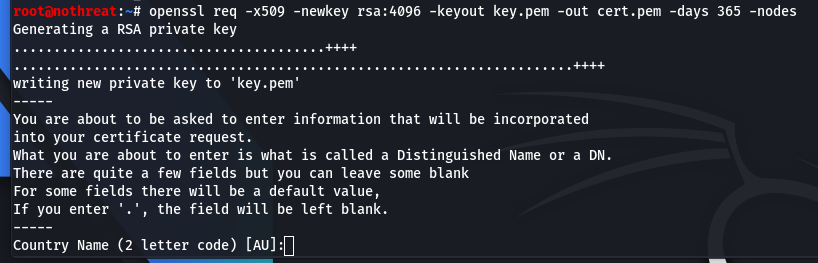 root@nothreat:~# openssl req -x509 -newkey rsa:4096 -keyout key.pem -out cert.pem -days 365 -nodes
Generating a RSA private key
......................................++++
....................................................................++++
writing new private key to 'key.pem'
-----
You are about to be asked to enter information that will be incorporated
into your certificate request.
What you are about to enter is what is called a Distinguished Name or a DN.
There are quite a few fields but you can leave some blank
For some fields there will be a default value,
If you enter '.', the field will be left blank.
-----
Country Name (2 letter code) [AU]: